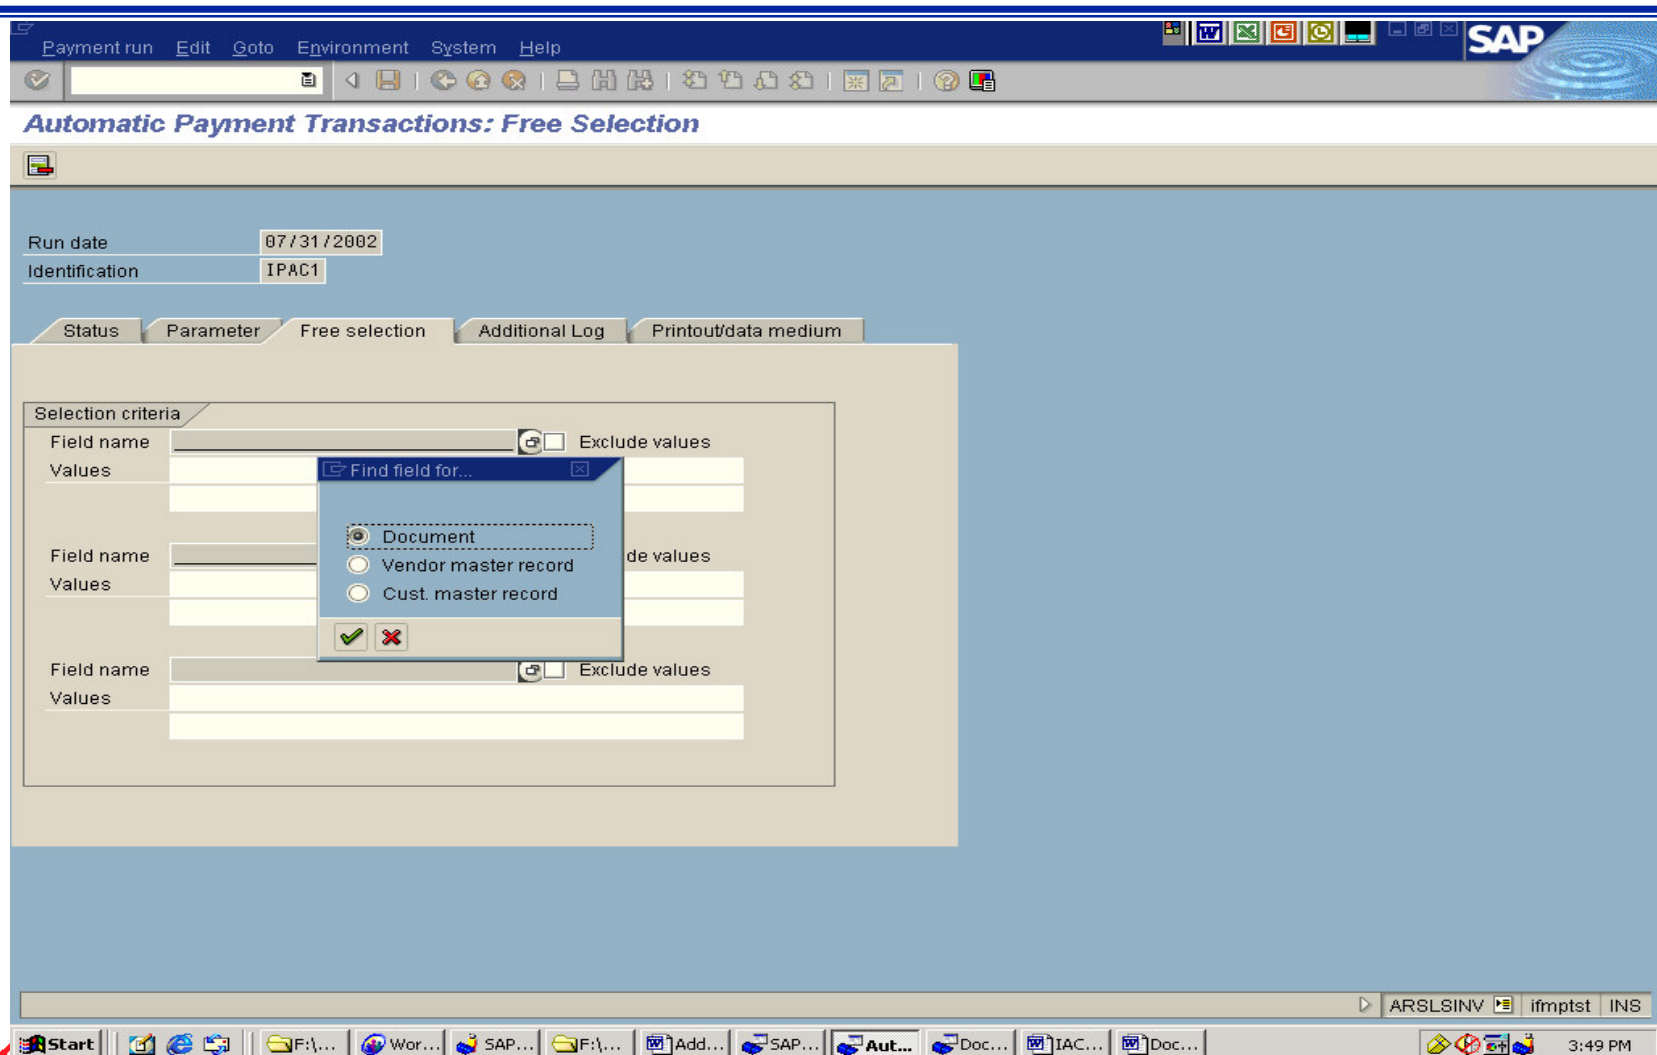 Payment run Edit Goto Environment System Help
SAP
Automatic Payment Transactions: Free Selection
Run date 07/31/2002
Identification IPAC1
Status Parameter Free selection Additional Log Printout/data medium
Selection criteria
Field name Exclude values
Values
Find field for...
Document
Vendor master record
Cust. master record
Field name de values
Values
Field name Exclude values
Values
ARSLSINV ifmptst INS
Start F:\... Wor... SAP... F:\... Add... SAP... Aut... Doc... IAC... Doc... 3:49 PM